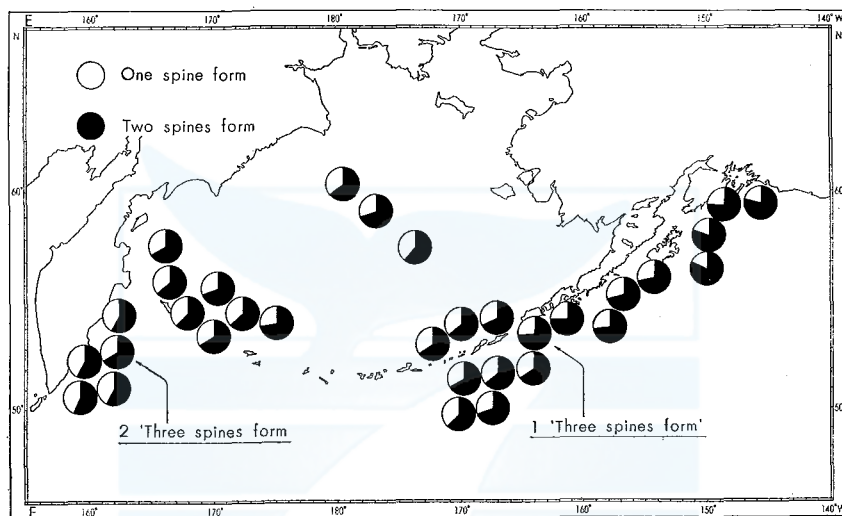 E 160° 170° 180° 170° 160° 150° 140° W
N N
One spine form
Two spines form
60° 60°
50° 50°
2 'Three spines form
1 'Three spines form'
E 160° 170° 180° 170° 160° 150° 140° W